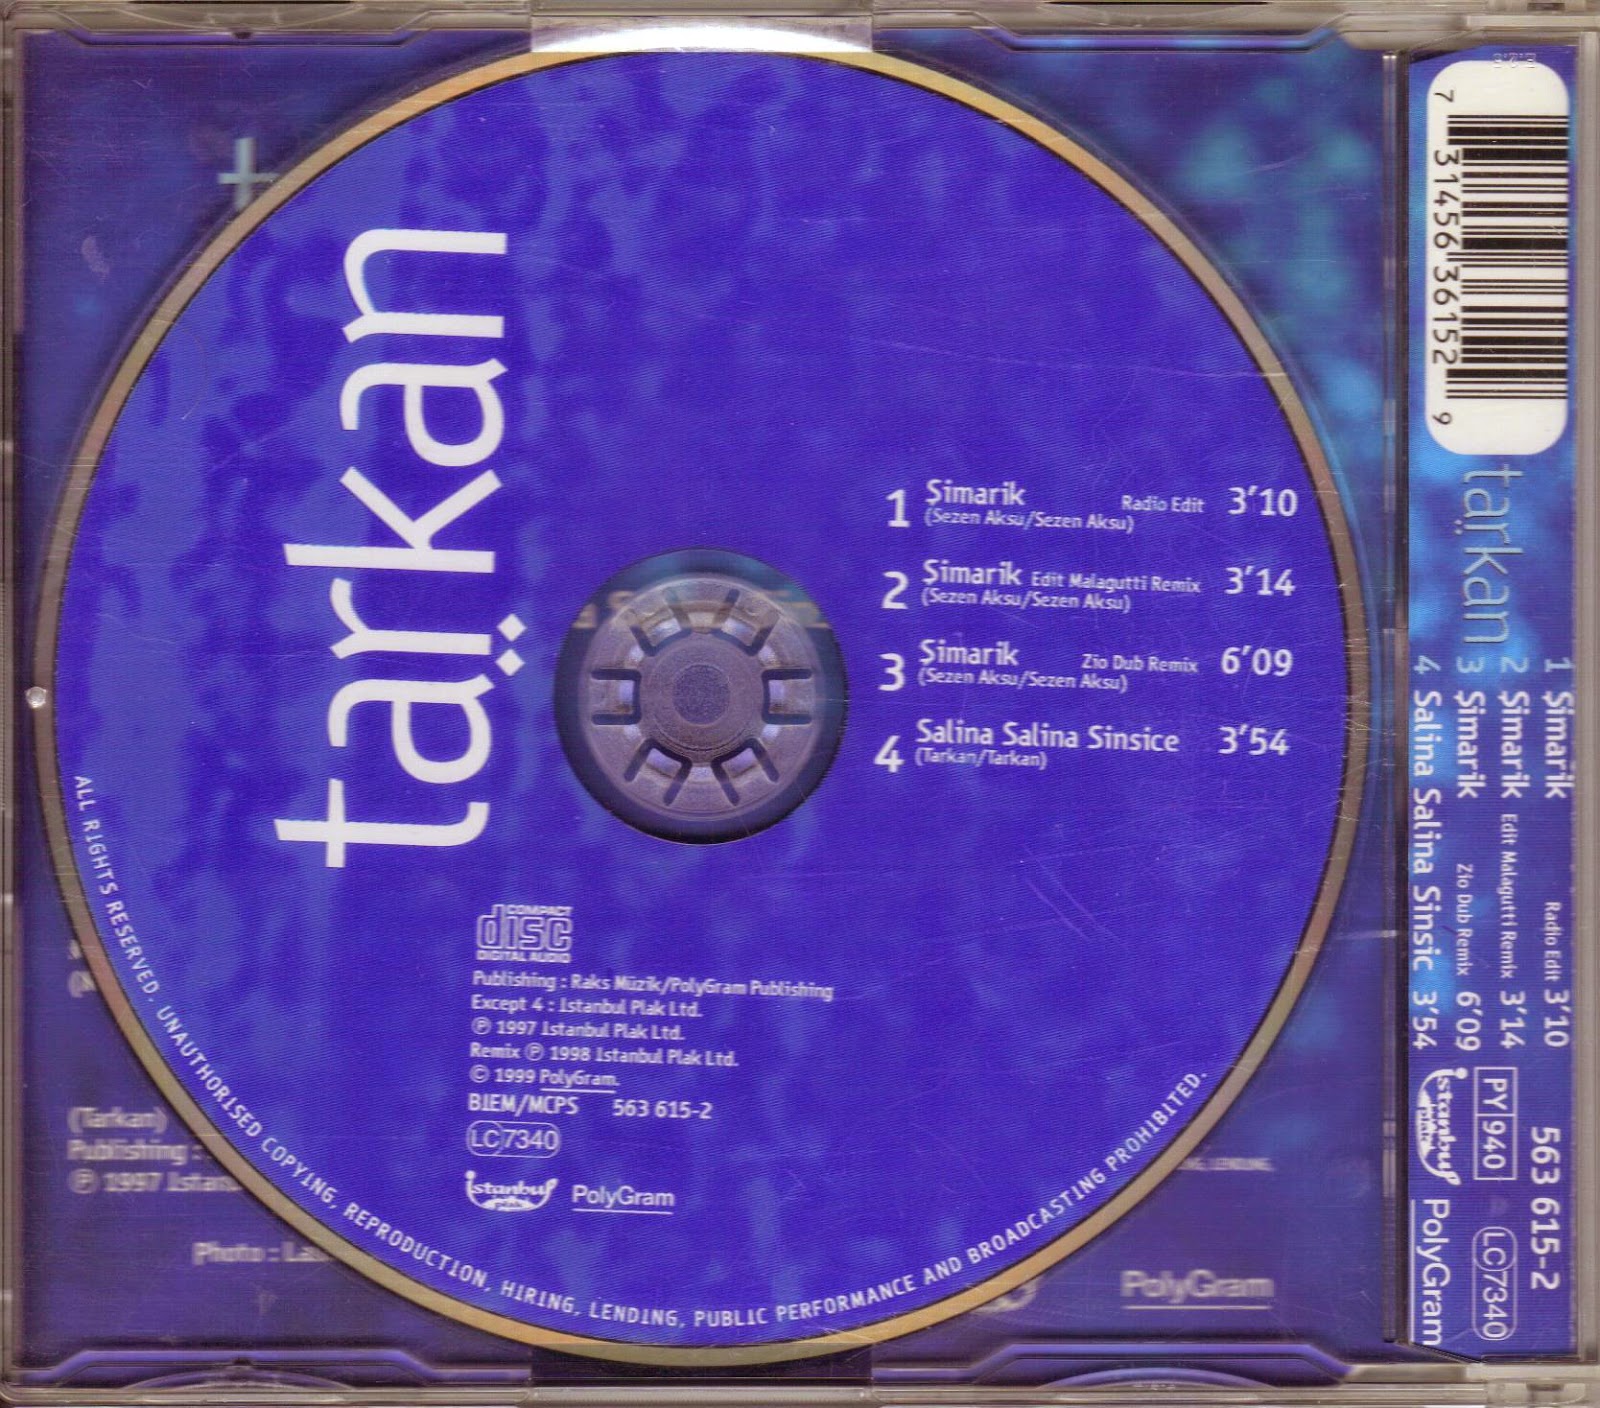 tarkan
1 Şimarik Radio Edit 3'10
(Sezen Aksu/Sezen Aksu)
2 Şimarik Edit Malagutti Remix 3'14
(Sezen Aksu/Sezen Aksu)
3 Şimarik Zio Dub Remix 6'09
(Sezen Aksu/Sezen Aksu)
4 Salina Salina Sinsice 3'54
(Tarkan/Tarkan)
COMPACT
disc
DIGITAL AUDIO
Publishing : Raks Müzik/PolyGram Publishing
Except 4 : Istanbul Plak Ltd.
℗ 1997 Istanbul Plak Ltd.
Remix ℗ 1998 Istanbul Plak Ltd.
© 1999 PolyGram.
BIEM/MCPS 563 615-2
LC 7340
istanbul plak PolyGram
ALL RIGHTS RESERVED. UNAUTHORISED COPYING, REPRODUCTION, HIRING, LENDING, PUBLIC PERFORMANCE AND BROADCASTING PROHIBITED.
(Tarkan)
Publishing :
℗ 1997
Photo :
PolyGram
7 31456 36152 9
tarkan
1 Şimarik Radio Edit 3'10
2 Şimarik Edit Malagutti Remix 3'14
3 Şimarik Zio Dub Remix 6'09
4 Salina Salina Sinsic 3'54
563 615-2
PY 940 LC 7340
istanbul plak PolyGram